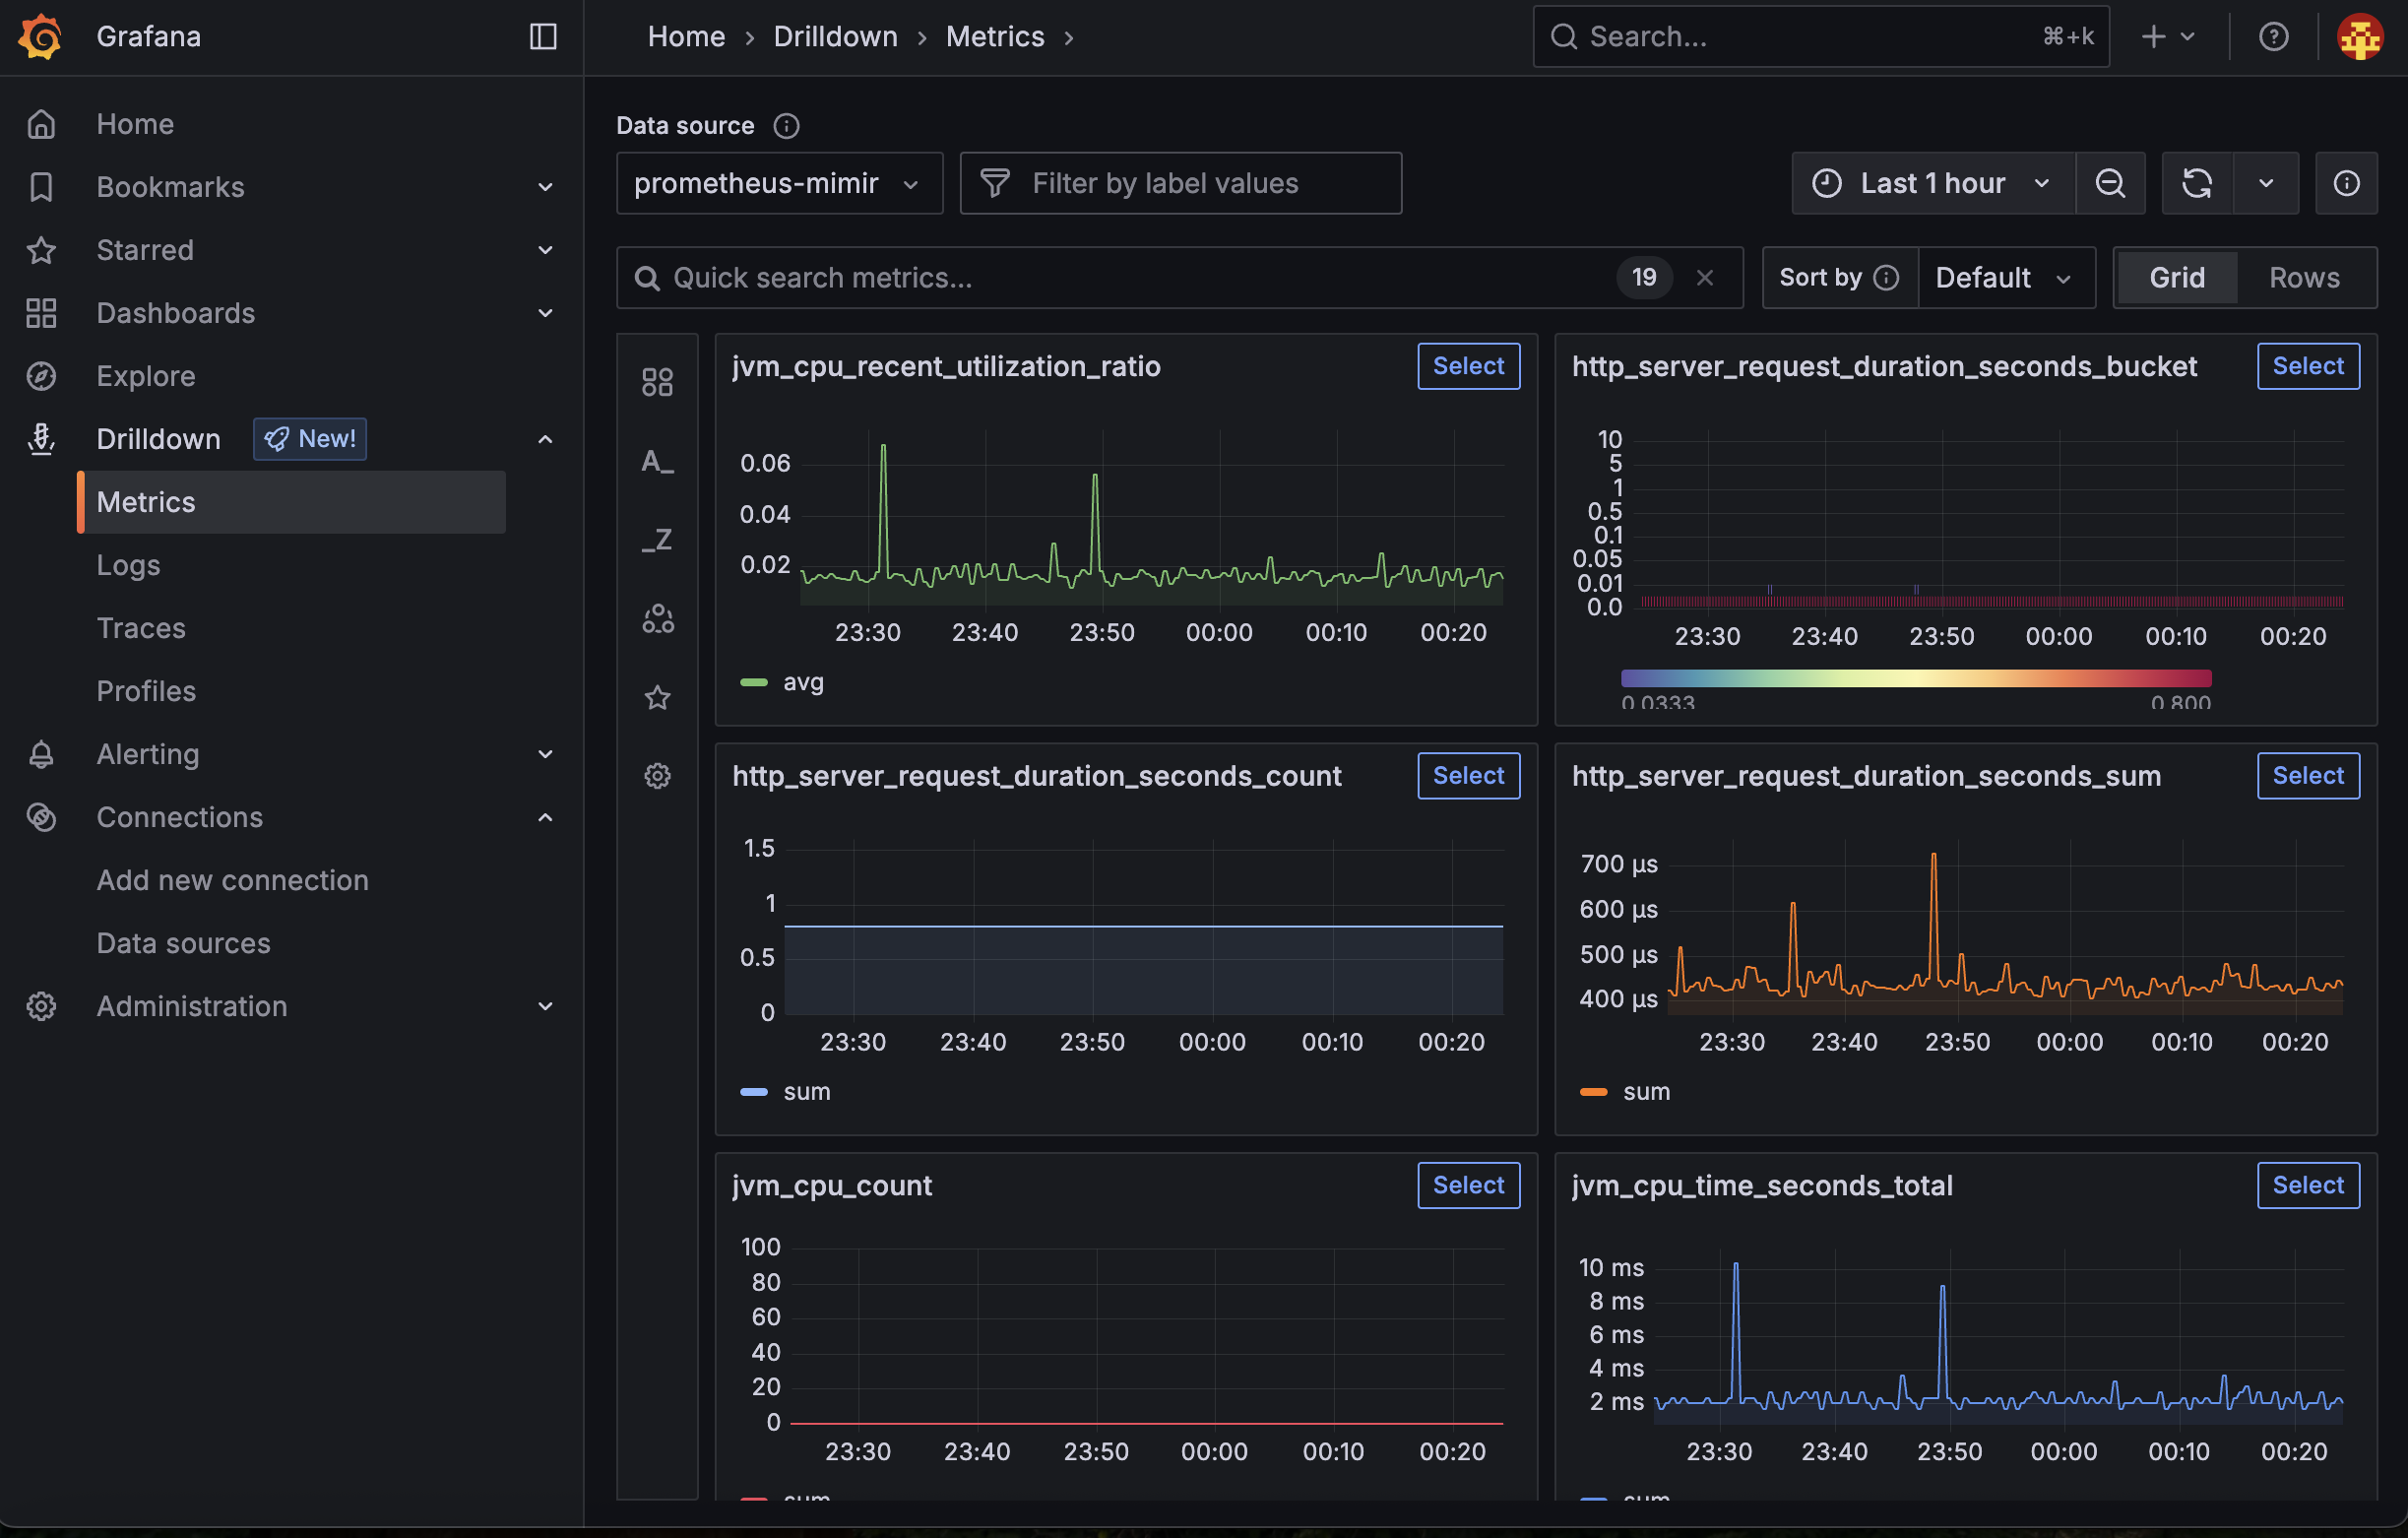 Grafana
Home › Drilldown › Metrics ›
Search...
⌘+k
Home
Bookmarks
Starred
Dashboards
Explore
Drilldown
New!
Metrics
Logs
Traces
Profiles
Alerting
Connections
Add new connection
Data sources
Administration
Data source
prometheus-mimir
Filter by label values
Last 1 hour
Quick search metrics...
19
Sort by
Default
Grid
Rows
A_
_Z
jvm_cpu_recent_utilization_ratio
Select
0.06
0.04
0.02
23:30 23:40 23:50 00:00 00:10 00:20
avg
http_server_request_duration_seconds_bucket
Select
10
5
1
0.5
0.1
0.05
0.01
0.0
23:30 23:40 23:50 00:00 00:10 00:20
0.0333 0.800
http_server_request_duration_seconds_count
Select
1.5
1
0.5
0
23:30 23:40 23:50 00:00 00:10 00:20
sum
http_server_request_duration_seconds_sum
Select
700 µs
600 µs
500 µs
400 µs
23:30 23:40 23:50 00:00 00:10 00:20
sum
jvm_cpu_count
Select
100
80
60
40
20
0
23:30 23:40 23:50 00:00 00:10 00:20
sum
jvm_cpu_time_seconds_total
Select
10 ms
8 ms
6 ms
4 ms
2 ms
23:30 23:40 23:50 00:00 00:10 00:20
sum